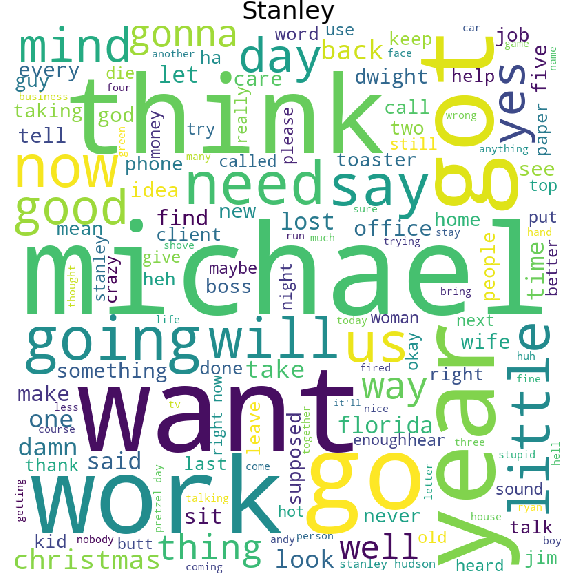 Stanley
mind
gonna
word
use
car
job
another
face
game
day
back
keep
name
ha
every
let
guy
die
care
dwight
help
five
business
four
think
got
yes
taking
god
really
call
wrong
tell
try
please
two
paper
green
money
still
anything
now
phone
called
toaster
see
many
need
say
idea
top
good
find
new
sure
lost
home
put
mean
client
office
run
much
stay
hand
stanley
crazy
give
trying
people
time
better
heh
maybe
boss
night
bring
thought
michael
life
today
woman
next
going
will
us
okay
wife
huh
something
done
take
fired
right
fine
want
it'll
nice
way
year
little
make
less
tv
right now
leave
supposed
together
florida
one
course
enough
hear
three
stupid
damn
said
hell
thank
last
come
letter
sound
work
go
getting
pretzel day
talking
sit
hot
never
house
ryan
kid
nobody
butt
thing
andy
person
well
old
talk
boy
christmas
coming
look
stanley hudson
heard
jim
shove